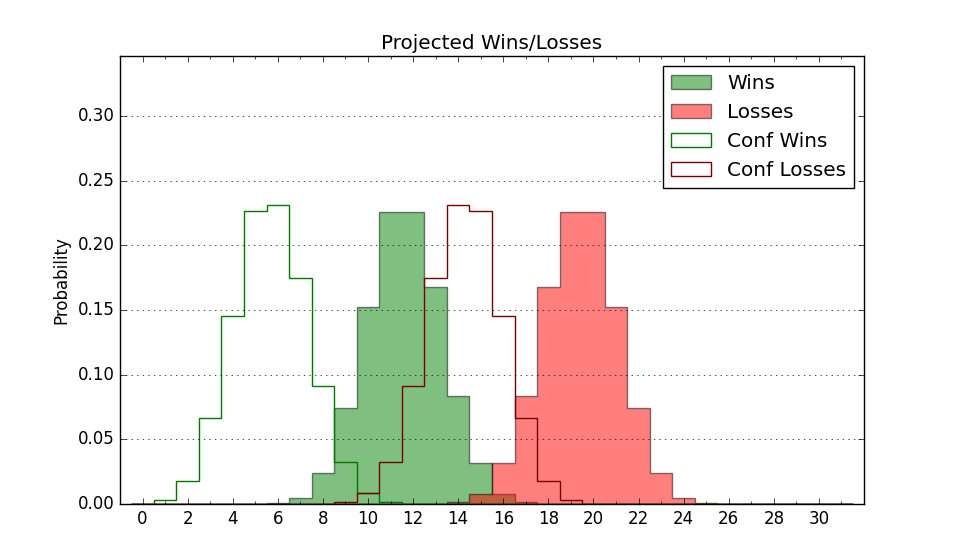 Projected Wins/Losses
Wins
Losses
Conf Wins
Conf Losses
0.30
0.25
0.20
0.15
0.10
0.05
0.00
Probability
0 2 4 6 8 10 12 14 16 18 20 22 24 26 28 30